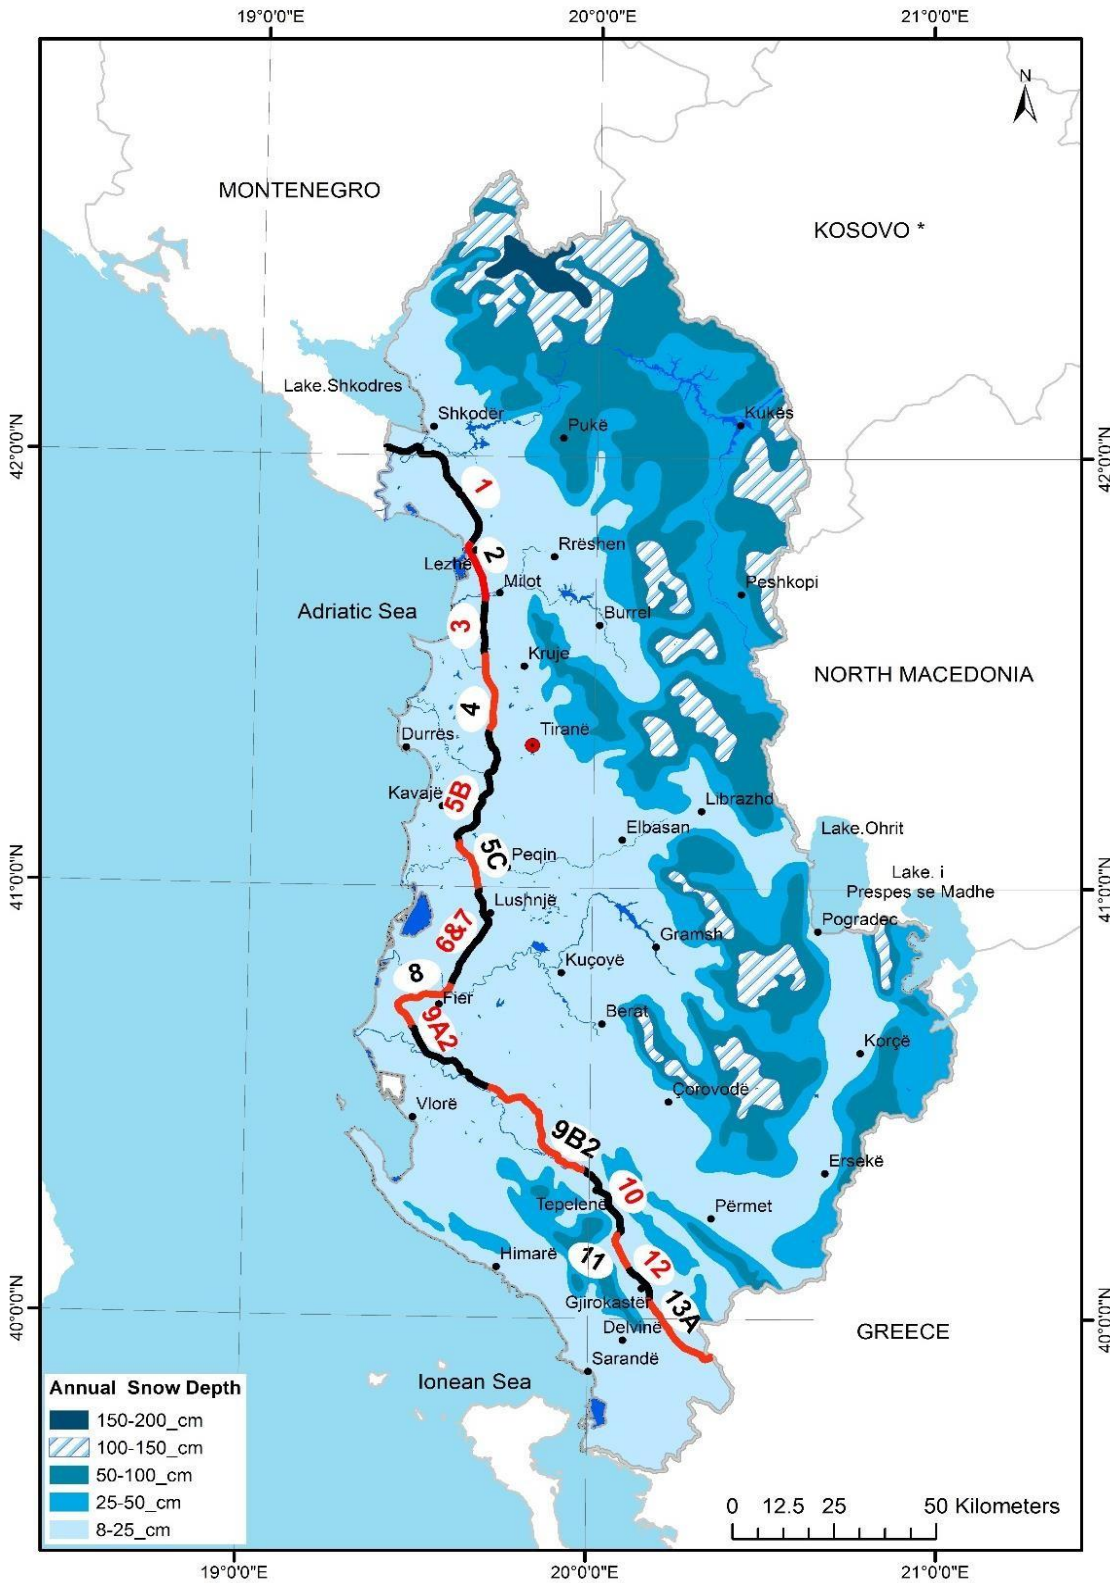 19°0'0"E 20°0'0"E 21°0'0"E
N
MONTENEGRO
KOSOVO *
Lake.Shkodres
Shkodër
Pukë
Kukës
42°0'0"N
42°0'0"N
1
2
Rrëshen
Lezhë
Milot
Peshkopi
Adriatic Sea
3
Burrel
Kruje
NORTH MACEDONIA
4
Durrës
Tiranë
Kavajë
5B
Librazhd
Elbasan
Lake.Ohrit
5C
Peqin
41°0'0"N
41°0'0"N
Lake. i
Prespes se Madhe
Lushnjë
Pogradec
6&7
Gramsh
8
Kuçovë
Fier
9A2
Berat
Korçë
Çorovodë
Vlorë
9B2
Ersekë
10
Tepelenë
Përmet
Himarë
11
12
Gjirokastër
13A
40°0'0"N
40°0'0"N
Delvinë
GREECE
Sarandë
Ionean Sea
Annual Snow Depth
150-200_cm
100-150_cm
50-100_cm
25-50_cm
8-25_cm
0 12.5 25 50 Kilometers
19°0'0"E 20°0'0"E 21°0'0"E